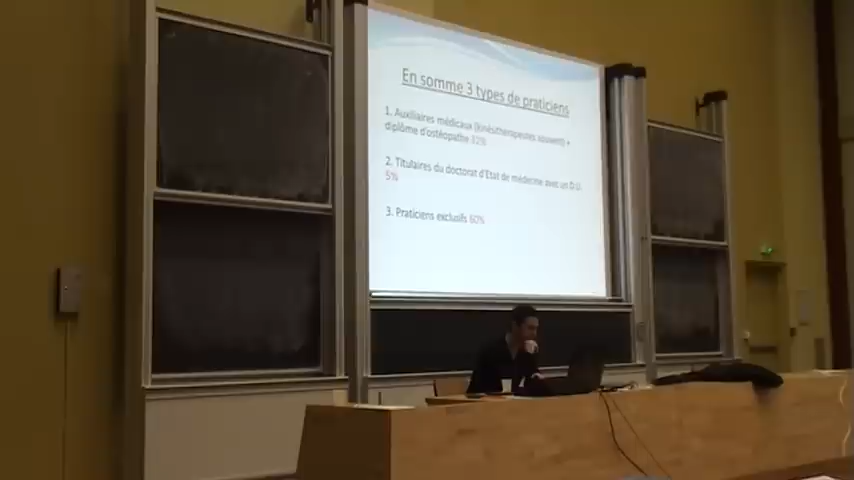 En somme 3 types de praticiens
1. Auxiliaires médicaux (kinésithérapeutes souvent) +
diplôme d'ostéopathe 32%
2. Titulaires du doctorat d'Etat de médecine avec un D.U.
5%
3. Praticiens exclusifs 60%